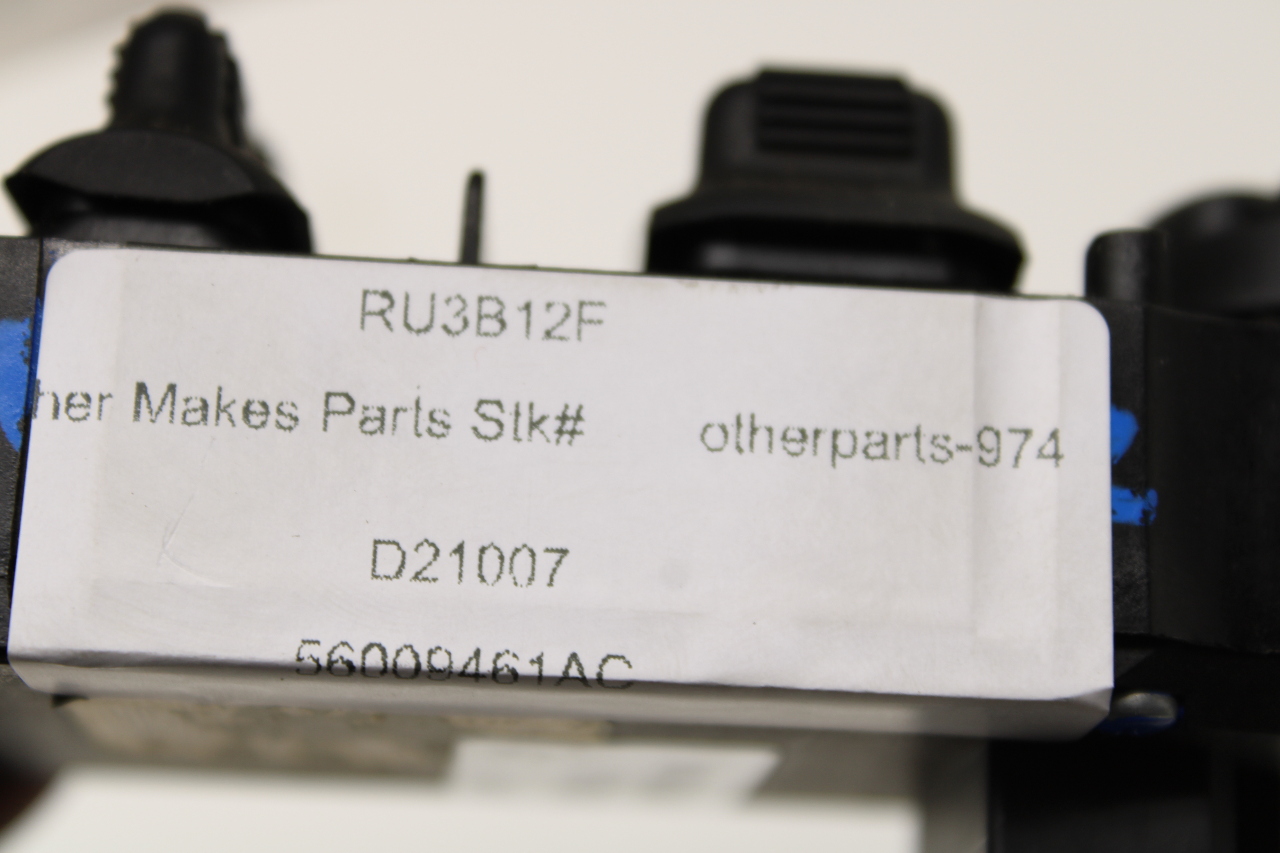 RU3B12F
her Makes Parts Stk# otherparts-974
D21007
56009461AC